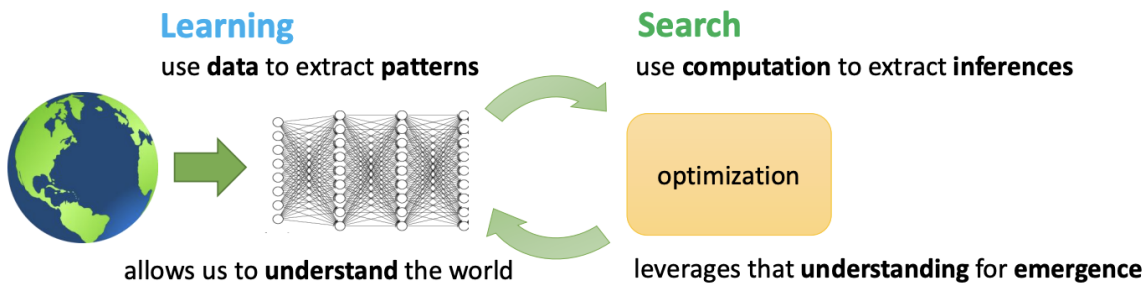 Learning
use data to extract patterns
allows us to understand the world
Search
use computation to extract inferences
optimization
leverages that understanding for emergence